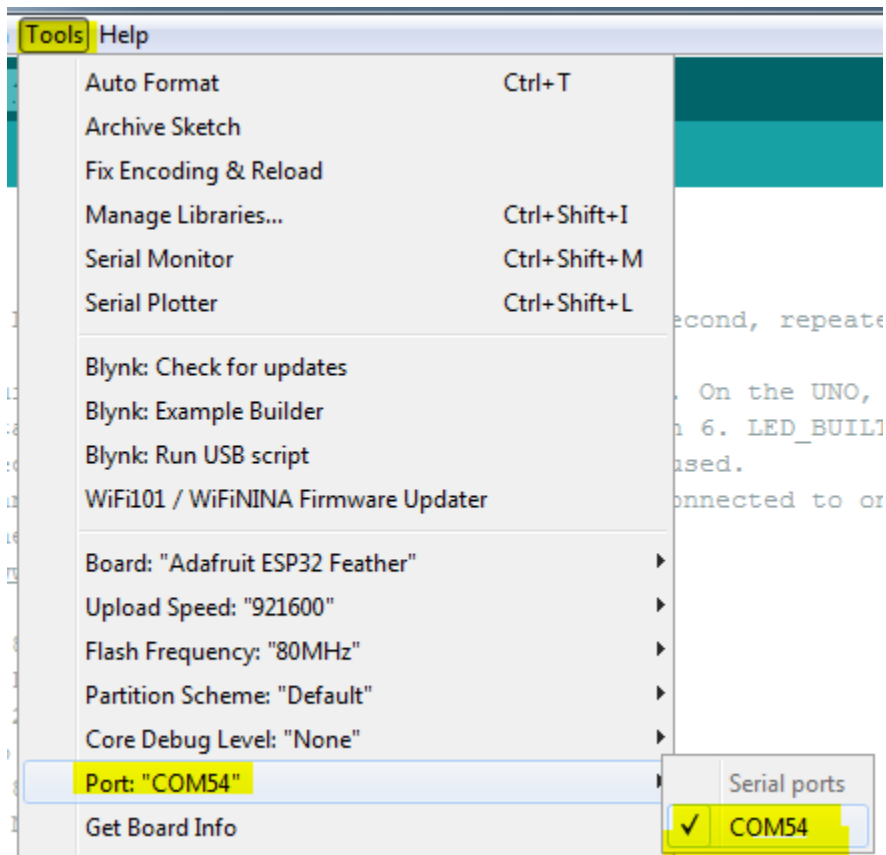 Tools Help
Auto Format Ctrl+T
Archive Sketch
Fix Encoding & Reload
Manage Libraries... Ctrl+Shift+I
Serial Monitor Ctrl+Shift+M
Serial Plotter Ctrl+Shift+L
econd, repeate
Blynk: Check for updates
. On the UNO,
Blynk: Example Builder
n 6. LED_BUILT
Blynk: Run USB script
used.
WiFi101 / WiFiNINA Firmware Updater
onnected to on
Board: "Adafruit ESP32 Feather"
Upload Speed: "921600"
Flash Frequency: "80MHz"
Partition Scheme: "Default"
Core Debug Level: "None"
Port: "COM54" Serial ports
Get Board Info COM54